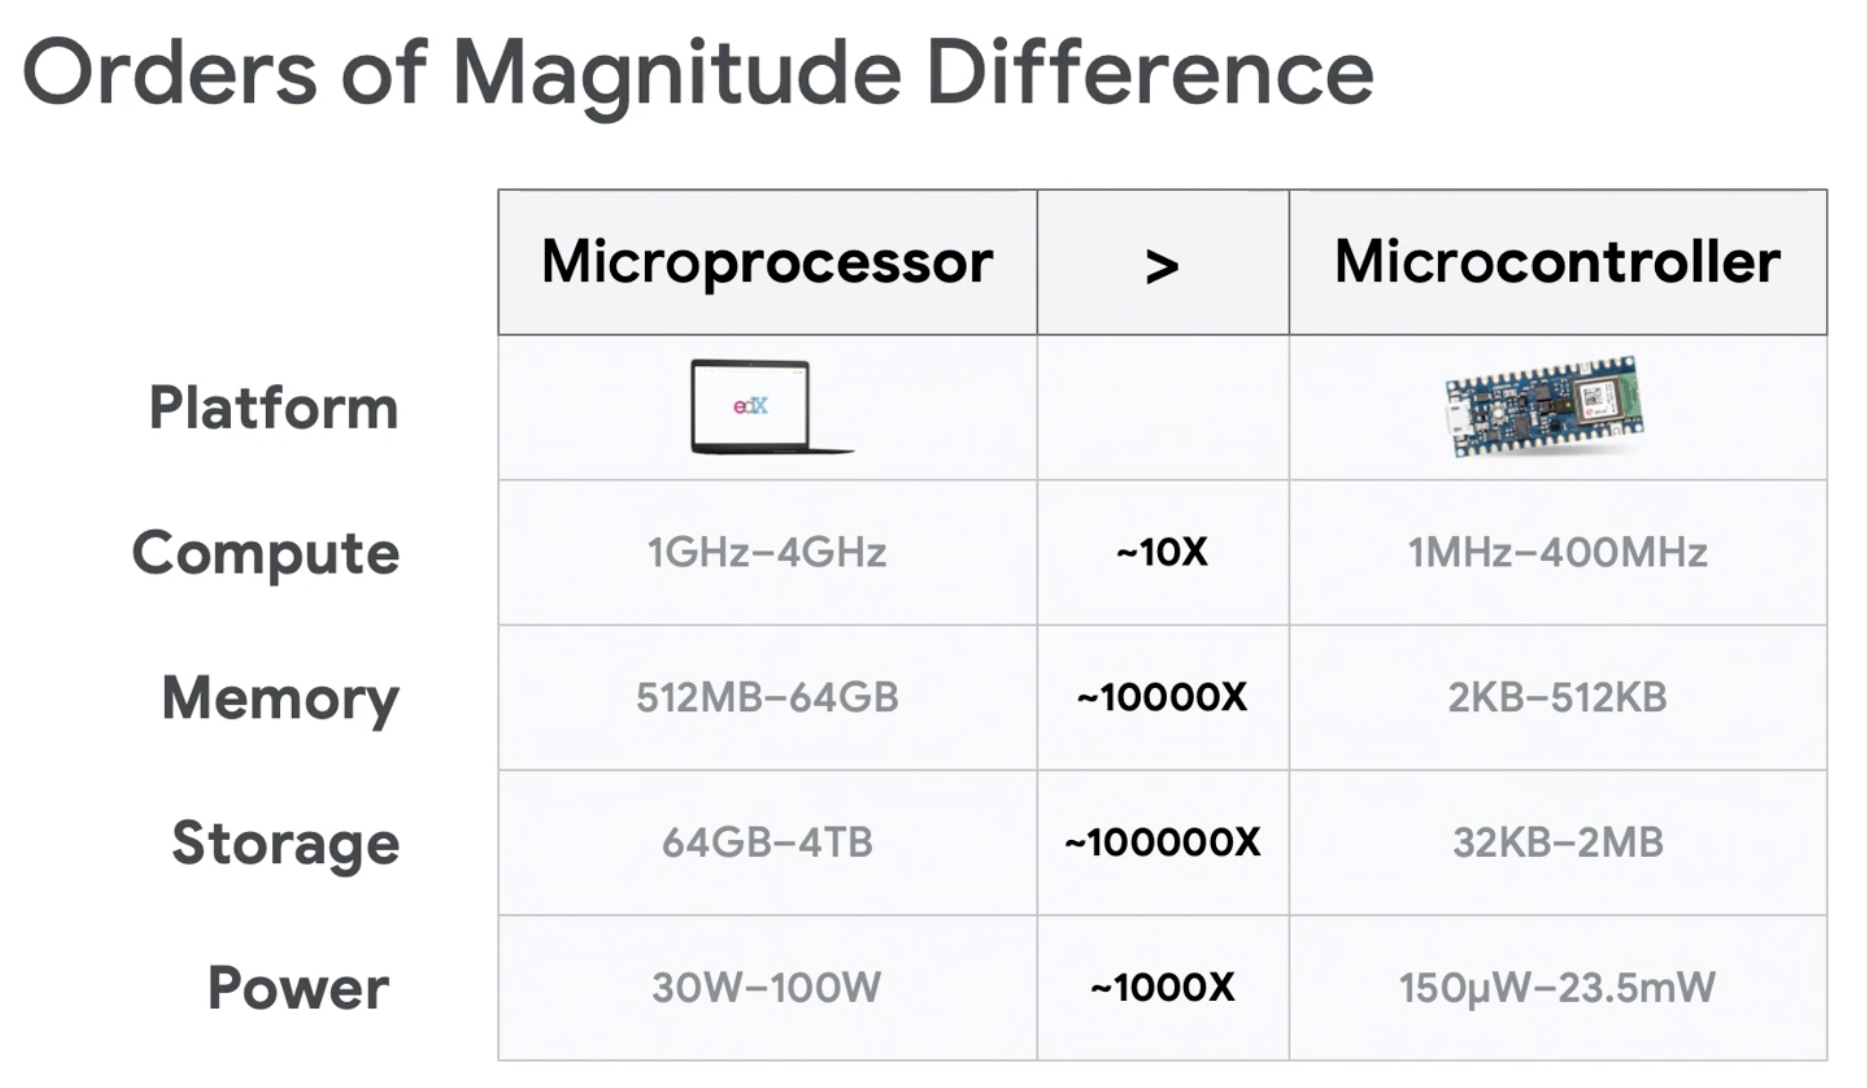 Orders of Magnitude Difference
Microprocessor > Microcontroller
Platform edX
Compute 1GHz–4GHz ~10X 1MHz–400MHz
Memory 512MB–64GB ~10000X 2KB–512KB
Storage 64GB–4TB ~100000X 32KB–2MB
Power 30W–100W ~1000X 150µW–23.5mW